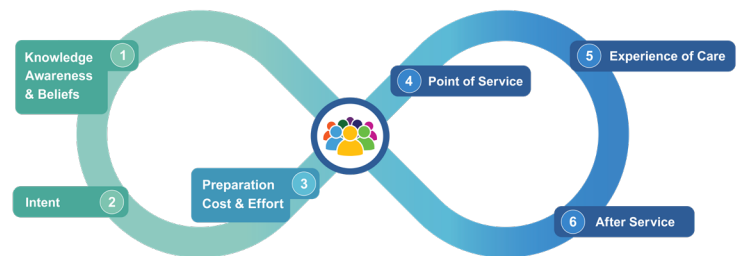 1
Knowledge
Awareness
& Beliefs
Intent 2
Preparation 3
Cost & Effort
4 Point of Service
5 Experience of Care
6 After Service